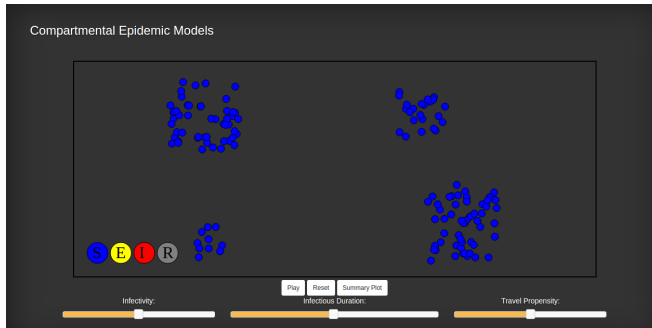 Compartmental Epidemic Models
S E I R
Play Reset Summary Plot
Infectivity: Infectious Duration: Travel Propensity: